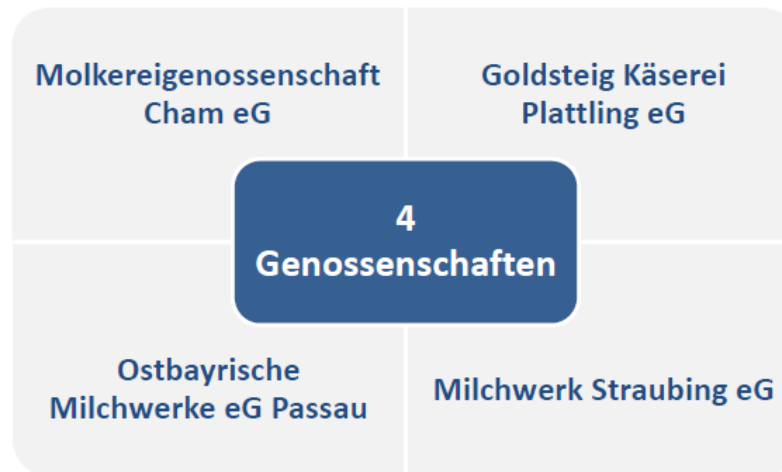 Molkereigenossenschaft
Cham eG
Goldsteig Käserei
Plattling eG
4
Genossenschaften
Ostbayrische
Milchwerke eG Passau
Milchwerk Straubing eG